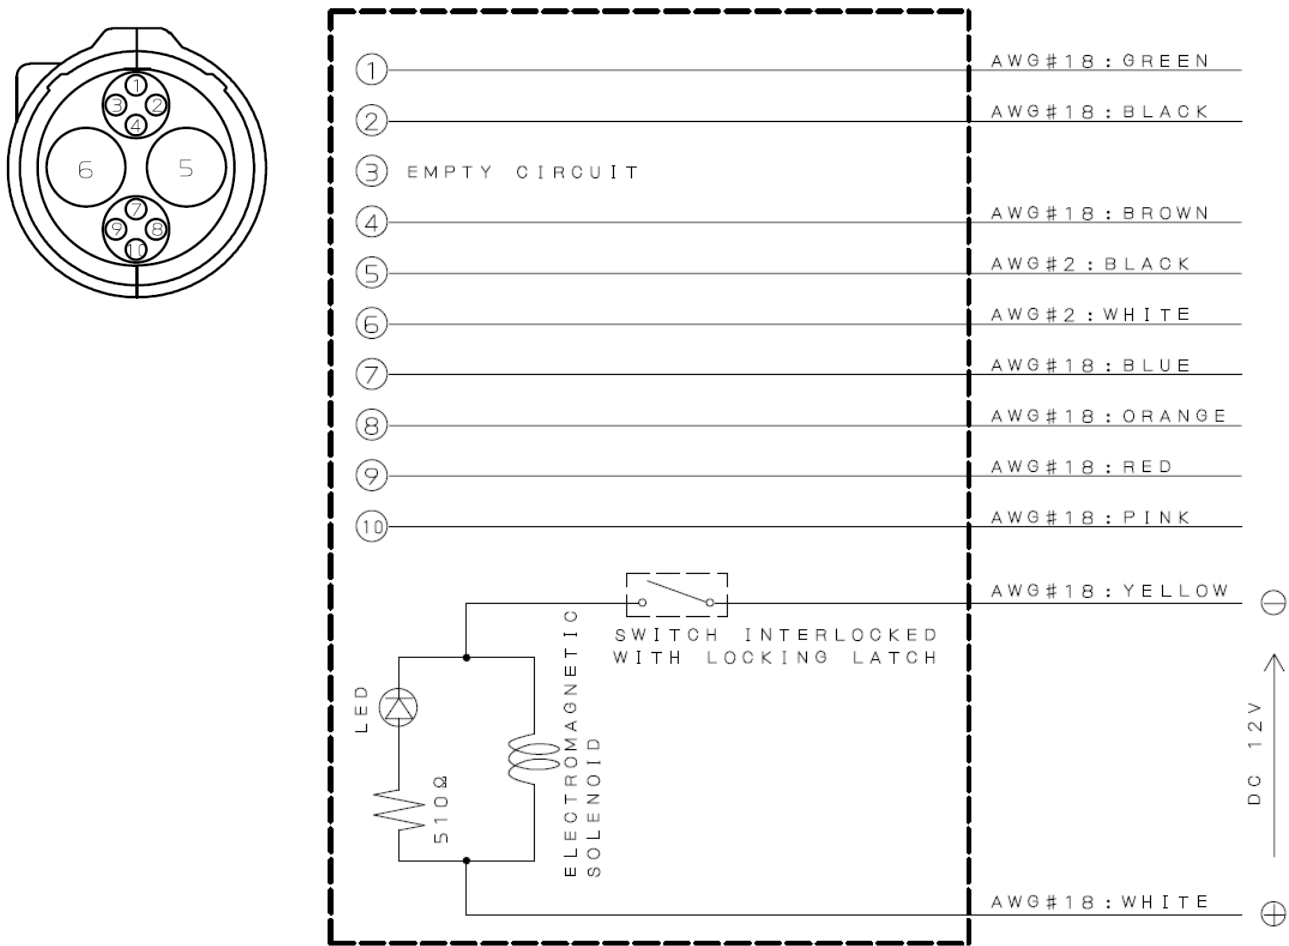 1
3 2
4
6 5
7
9 8
10
1 AWG#18:GREEN
2 AWG#18:BLACK
3 EMPTY CIRCUIT
4 AWG#18:BROWN
5 AWG#2:BLACK
6 AWG#2:WHITE
7 AWG#18:BLUE
8 AWG#18:ORANGE
9 AWG#18:RED
10 AWG#18:PINK
AWG#18:YELLOW ⊖
SWITCH INTERLOCKED
WITH LOCKING LATCH
LED
510Ω
ELECTROMAGNETIC
SOLENOID
DC 12V
AWG#18:WHITE ⊕